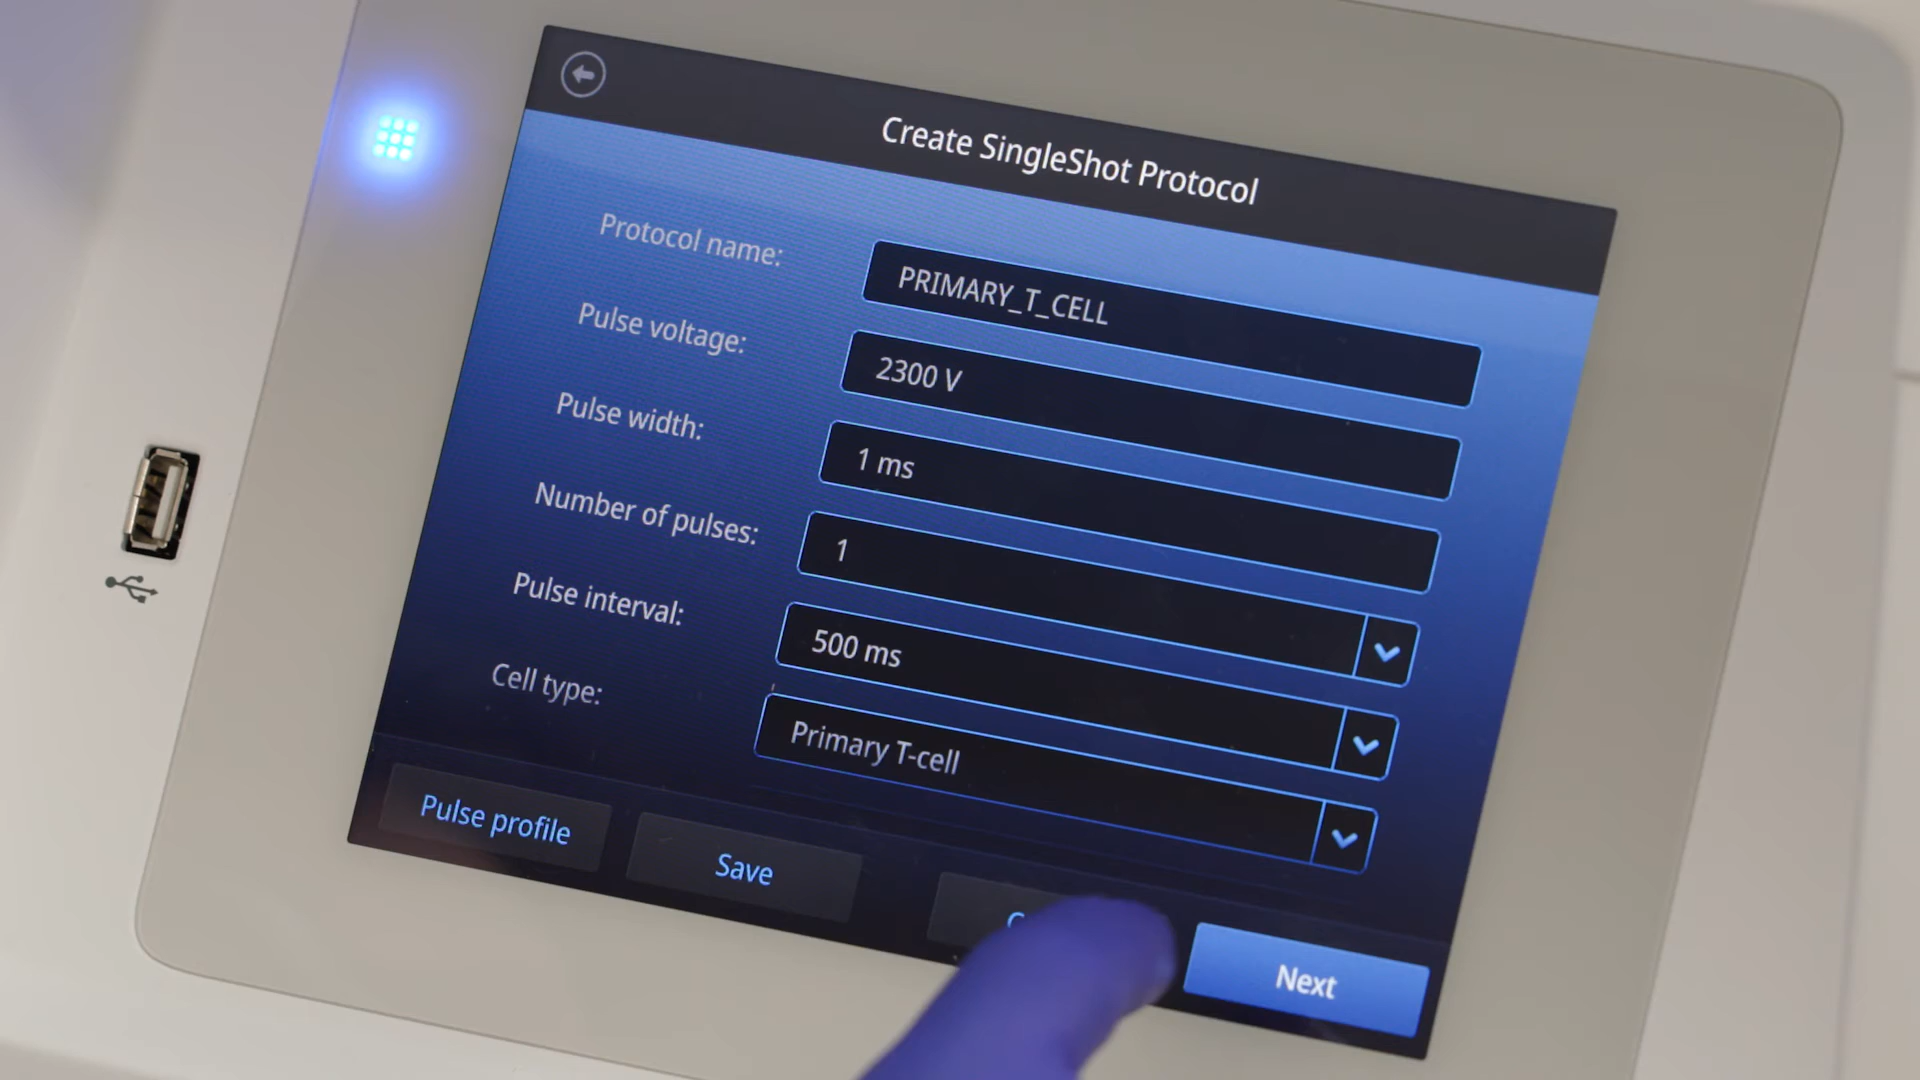 Create SingleShot Protocol
Protocol name:
PRIMARY_T_CELL
Pulse voltage:
2300 V
Pulse width:
1 ms
Number of pulses:
1
Pulse interval:
500 ms
Cell type:
Primary T-cell
Pulse profile
Save
Next